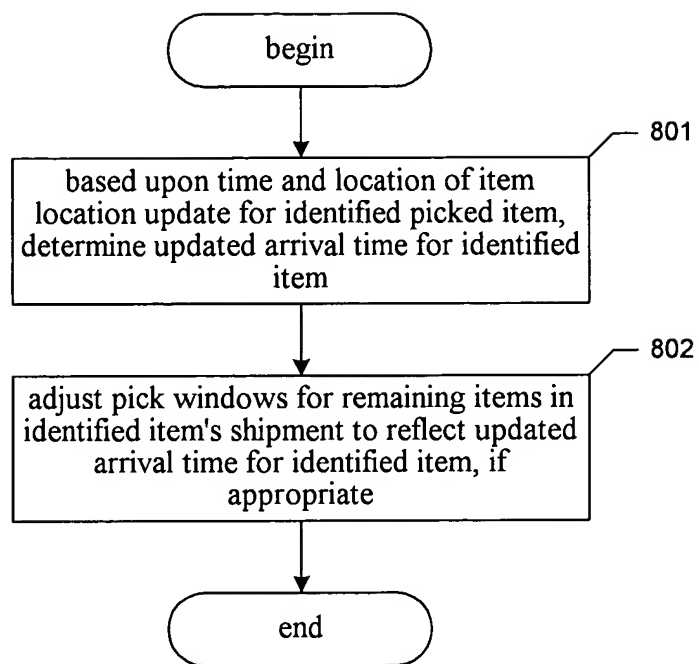 begin
801
based upon time and location of item
location update for identified picked item,
determine updated arrival time for identified
item
802
adjust pick windows for remaining items in
identified item's shipment to reflect updated
arrival time for identified item, if
appropriate
end